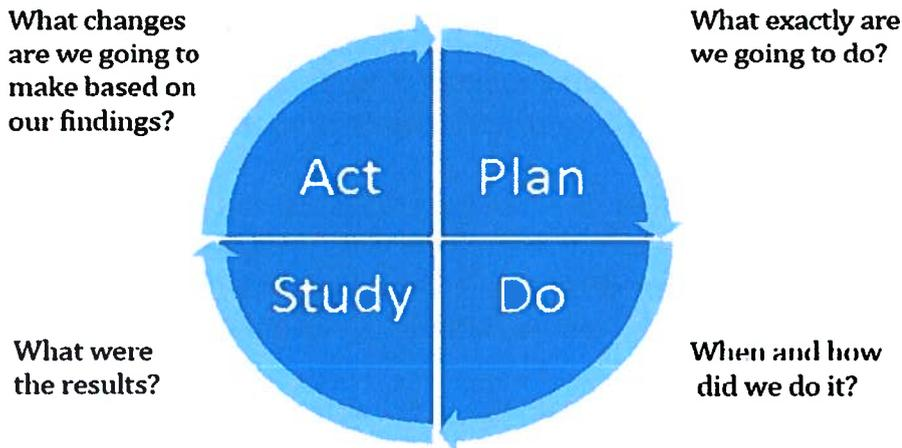 What changes
are we going to
make based on
our findings?
What exactly are
we going to do?
Act
Plan
Study
Do
What were
the results?
When and how
did we do it?